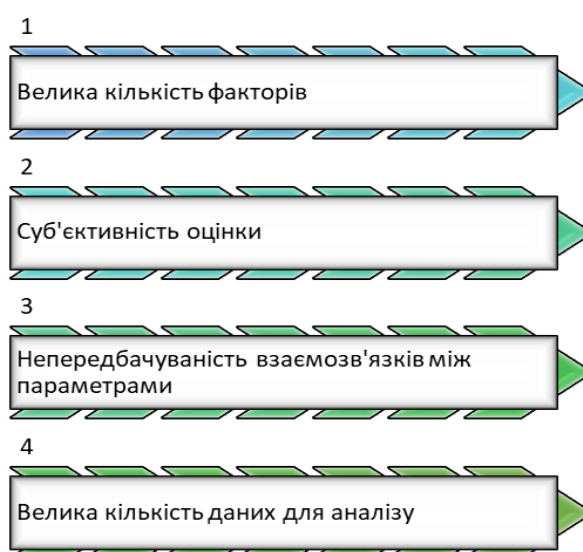 1
Велика кількість факторів
2
Суб'єктивність оцінки
3
Непередбачуваність взаємозв'язків між
параметрами
4
Велика кількість даних для аналізу